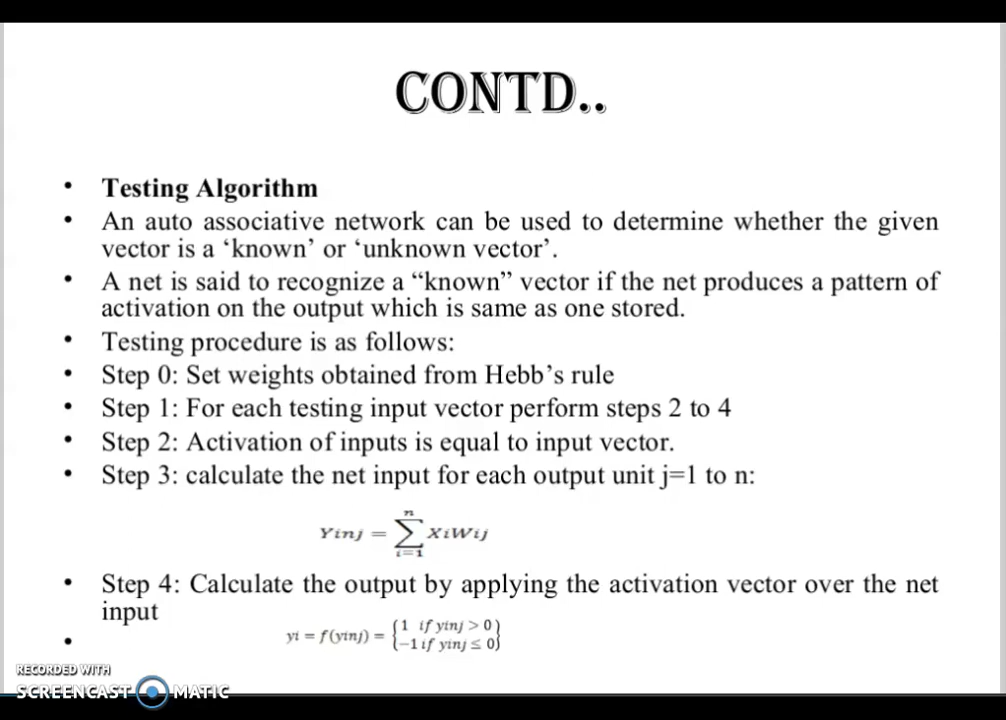 CONTD..
• Testing Algorithm
• An auto associative network can be used to determine whether the given
vector is a ‘known’ or ‘unknown vector’.
• A net is said to recognize a “known” vector if the net produces a pattern of
activation on the output which is same as one stored.
• Testing procedure is as follows:
• Step 0: Set weights obtained from Hebb’s rule
• Step 1: For each testing input vector perform steps 2 to 4
• Step 2: Activation of inputs is equal to input vector.
• Step 3: calculate the net input for each output unit j=1 to n:
Yinj = ∑_{i=1}^{n} XiWij
• Step 4: Calculate the output by applying the activation vector over the net
input
• yi = f(yinj) = {1 if yinj > 0
−1 if yinj ≤ 0}
RECORDED WITH
SCREENCAST MATIC